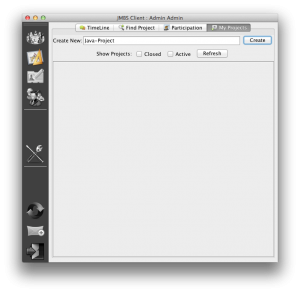 JMBS Client : Admin Admin
TimeLine Find Project Participation My Projects
Create New: Java-Project Create
Show Projects: Closed Active Refresh